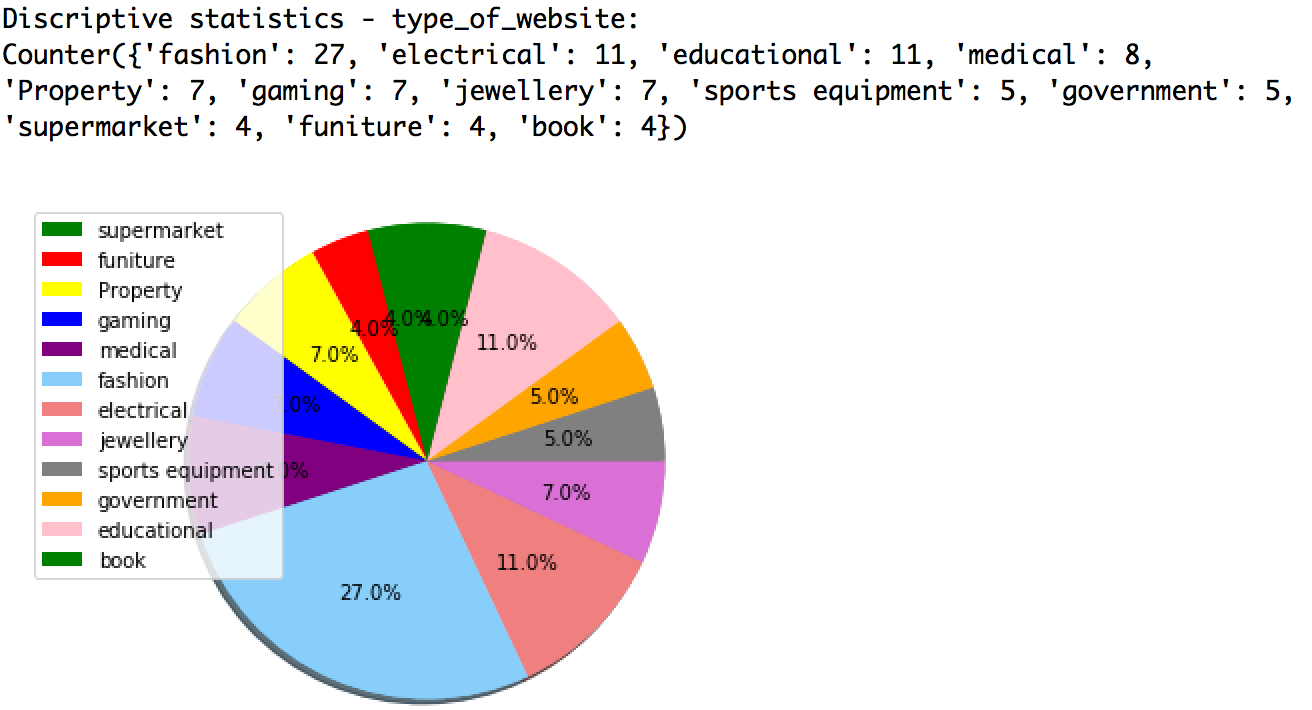 Discriptive statistics - type_of_website:
Counter({'fashion': 27, 'electrical': 11, 'educational': 11, 'medical': 8,
'Property': 7, 'gaming': 7, 'jewellery': 7, 'sports equipment': 5, 'government': 5,
'supermarket': 4, 'funiture': 4, 'book': 4})
supermarket
funiture
Property
gaming
medical
fashion
electrical
jewellery
sports equipment
government
educational
book
4.0%
4.0%
4.0%
11.0%
7.0%
5.0%
5.0%
7.0%
11.0%
27.0%